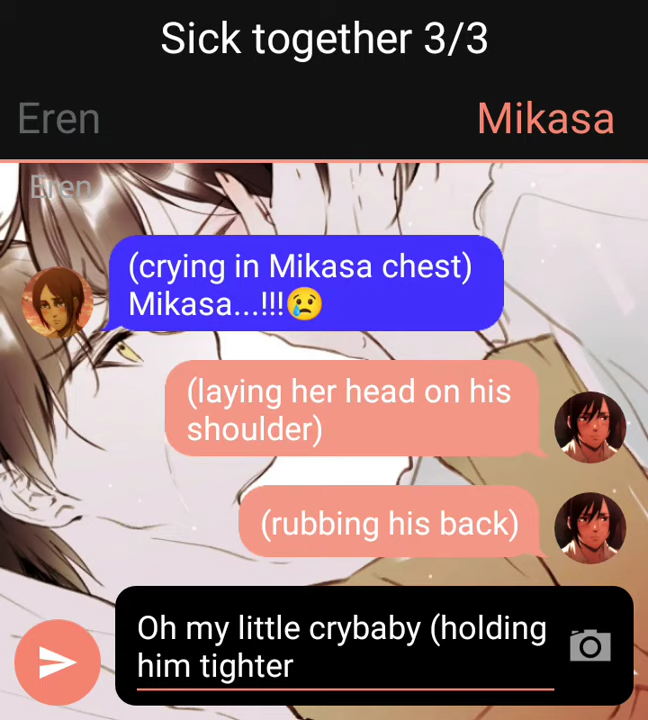 Sick together 3/3
Eren
Mikasa
Eren
(crying in Mikasa chest)
Mikasa...!!!😢
(laying her head on his
shoulder)
(rubbing his back)
Oh my little crybaby (holding
him tighter